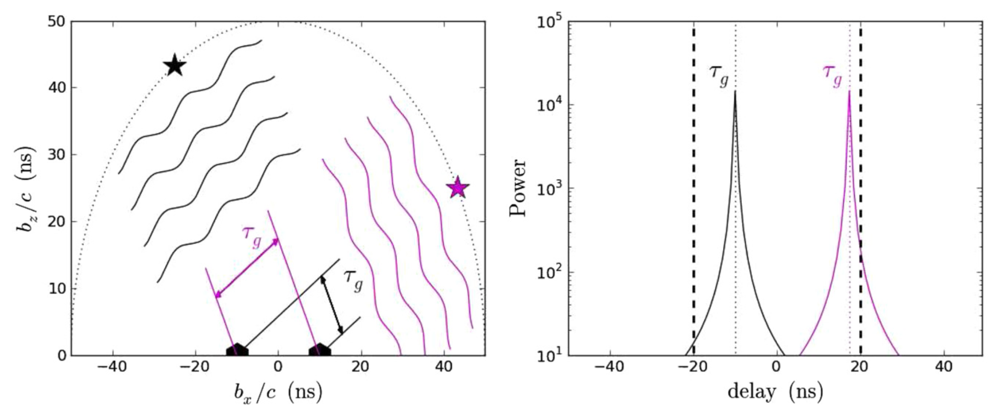 50
40
30
20
10
0
b_z/c (ns)
−40 −20 0 20 40
b_x/c (ns)
τ_g
τ_g
10^5
10^4
10^3
10^2
10^1
Power
τ_g τ_g
−40 −20 0 20 40
delay (ns)